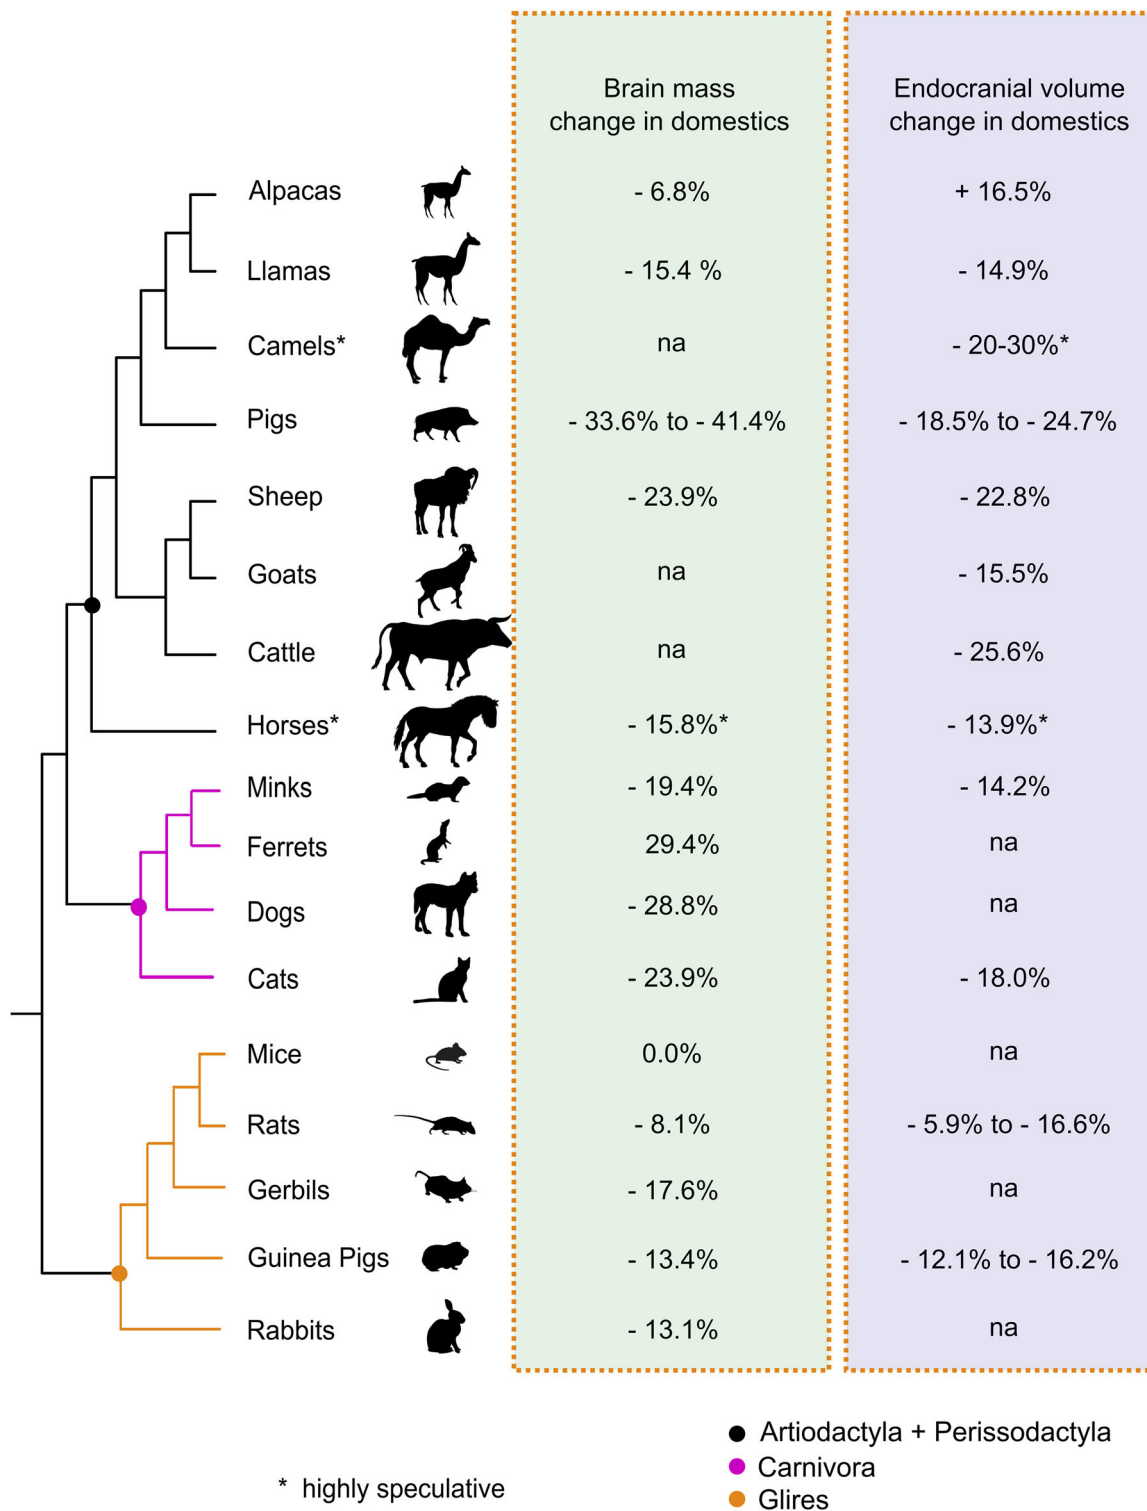 Brain mass
change in domestics
Endocranial volume
change in domestics
Alpacas - 6.8% + 16.5%
Llamas - 15.4 % - 14.9%
Camels* na - 20-30%*
Pigs - 33.6% to - 41.4% - 18.5% to - 24.7%
Sheep - 23.9% - 22.8%
Goats na - 15.5%
Cattle na - 25.6%
Horses* - 15.8%* - 13.9%*
Minks - 19.4% - 14.2%
Ferrets 29.4% na
Dogs - 28.8% na
Cats - 23.9% - 18.0%
Mice 0.0% na
Rats - 8.1% - 5.9% to - 16.6%
Gerbils - 17.6% na
Guinea Pigs - 13.4% - 12.1% to - 16.2%
Rabbits - 13.1% na
Artiodactyla + Perissodactyla
Carnivora
* highly speculative
Glires